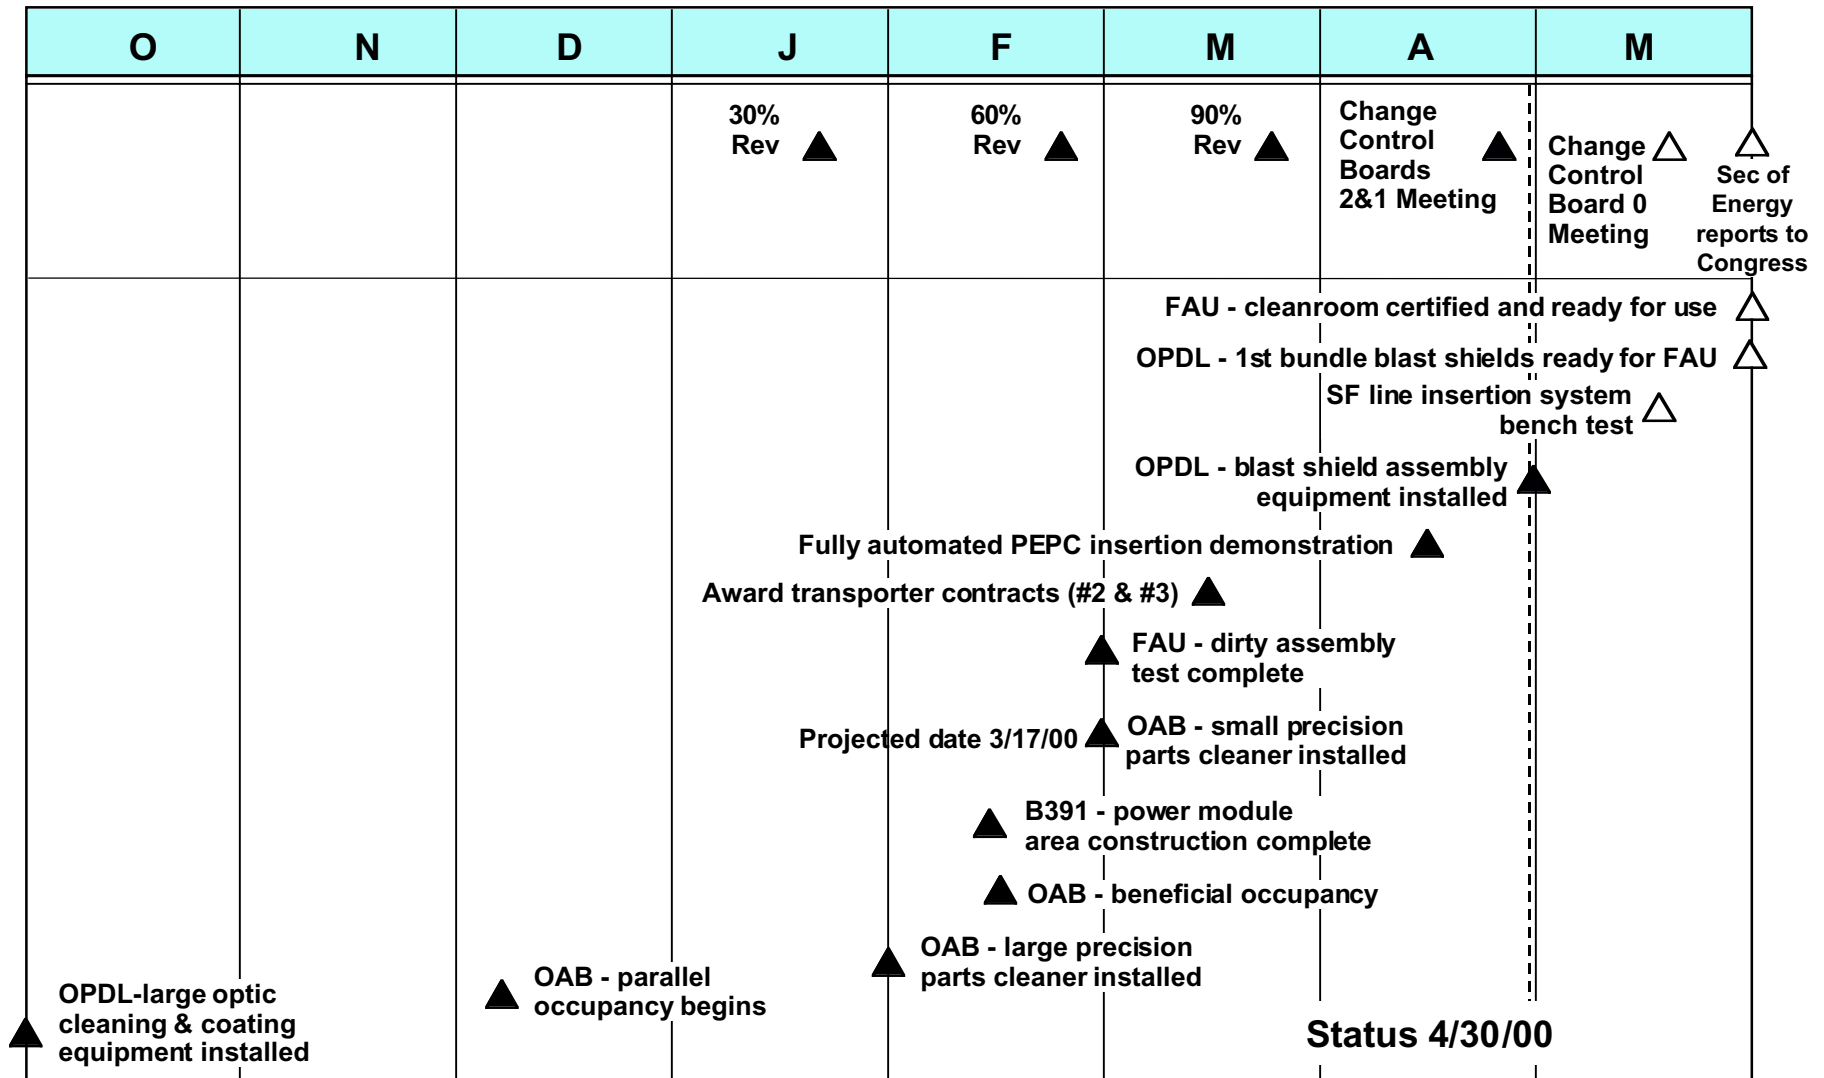 O N D J F M A M
30%
Rev
60%
Rev
90%
Rev
Change
Control
Boards
2&1 Meeting
Change
Control
Board 0
Meeting
Sec of
Energy
reports to
Congress
FAU - cleanroom certified and ready for use
OPDL - 1st bundle blast shields ready for FAU
SF line insertion system
bench test
OPDL - blast shield assembly
equipment installed
Fully automated PEPC insertion demonstration
Award transporter contracts (#2 & #3)
FAU - dirty assembly
test complete
Projected date 3/17/00
OAB - small precision
parts cleaner installed
B391 - power module
area construction complete
OAB - beneficial occupancy
OAB - large precision
parts cleaner installed
OAB - parallel
occupancy begins
OPDL-large optic
cleaning & coating
equipment installed
Status 4/30/00